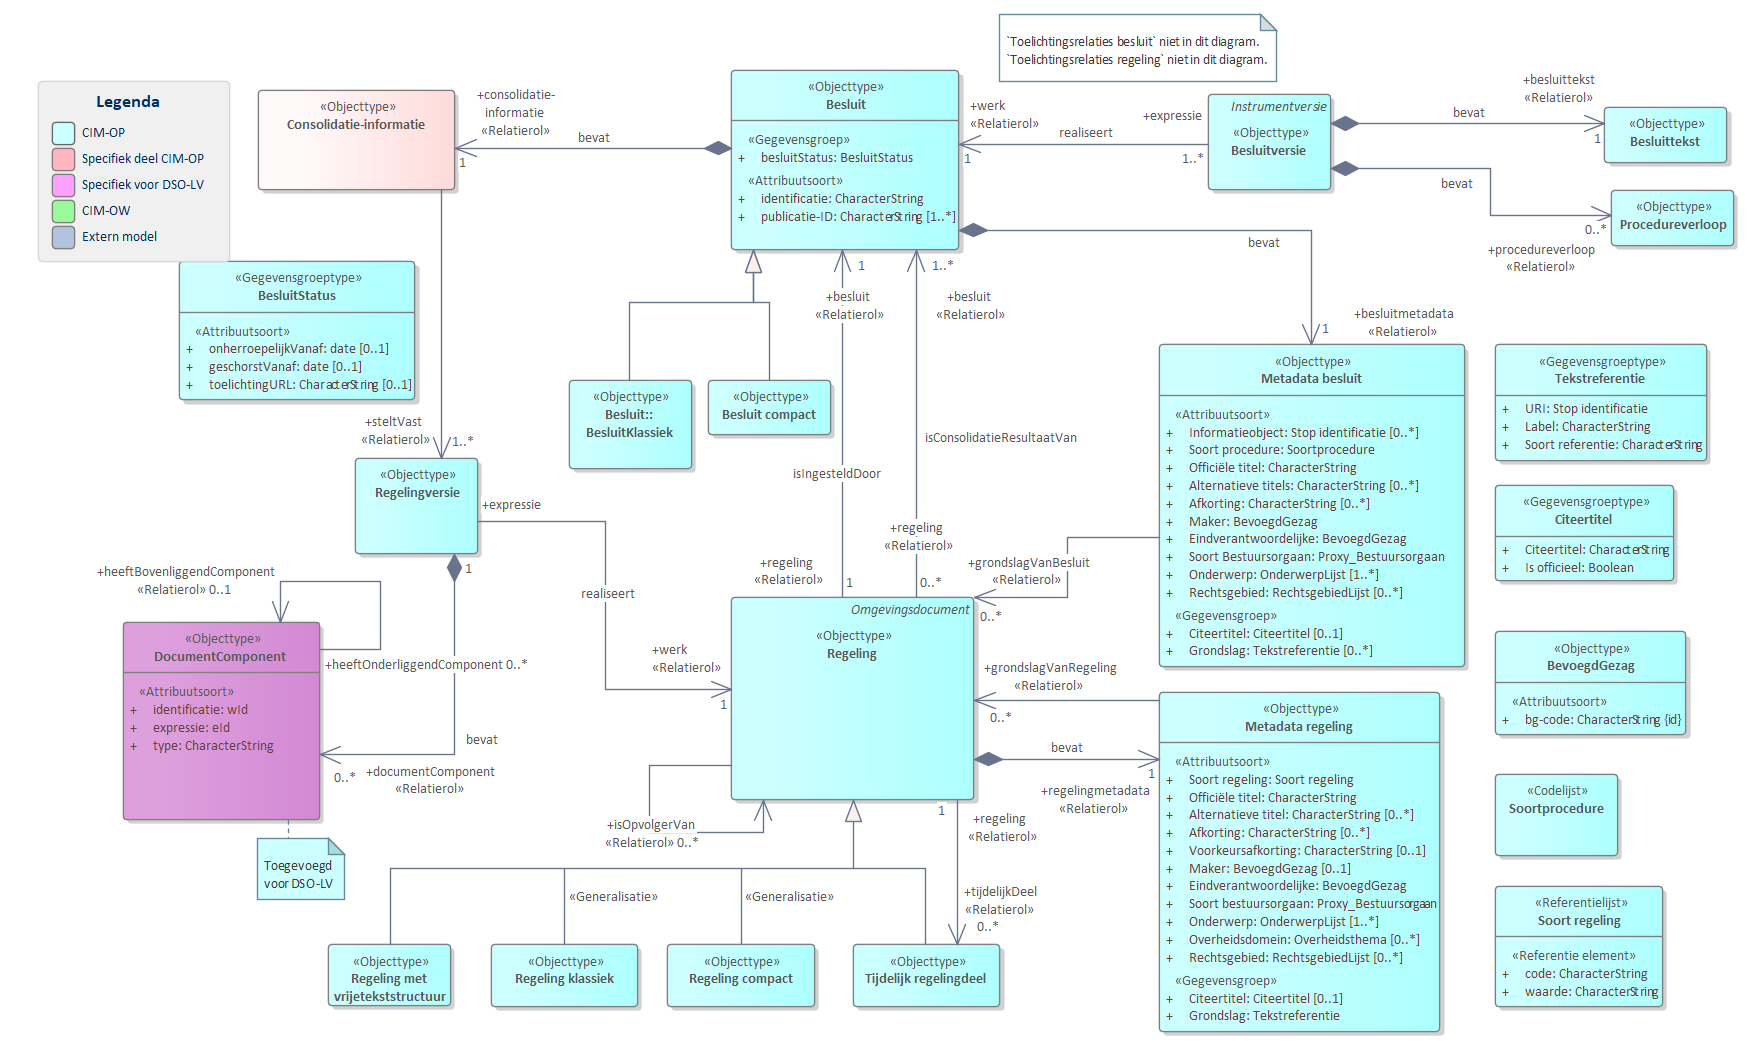 `Toelichtingsrelaties besluit` niet in dit diagram.
`Toelichtingsrelaties regeling` niet in dit diagram.
Legenda
CIM-OP
Specifiek deel CIM-OP
Specifiek voor DSO-LV
CIM-OW
Extern model
«Objecttype»
Consolidatie-informatie
+consolidatie-
informatie
«Relatierol»
1
bevat
«Objecttype»
Besluit
«Gegevensgroep»
+ besluitStatus: BesluitStatus
«Attribuutsoort»
+ identificatie: CharacterString
+ publicatie-ID: CharacterString [1..*]
+werk
«Relatierol»
1
realiseert
+expressie
1..*
Instrumentversie
«Objecttype»
Besluitversie
bevat
+besluittekst
«Relatierol»
1
«Objecttype»
Besluittekst
bevat
0..*
+procedureverloop
«Relatierol»
«Objecttype»
Procedureverloop
bevat
+besluitmetadata
«Relatierol»
1
«Gegevensgroeptype»
BesluitStatus
«Attribuutsoort»
+ onherroepelijkVanaf: date [0..1]
+ geschorstVanaf: date [0..1]
+ toelichtingURL: CharacterString [0..1]
+steltVast
«Relatierol»
1..*
«Objecttype»
Besluit::
BesluitKlassiek
«Objecttype»
Besluit compact
1
+besluit
«Relatierol»
isIngesteldDoor
+regeling
«Relatierol»
1
1..*
+besluit
«Relatierol»
isConsolidatieResultaatVan
+regeling
«Relatierol»
0..*
«Objecttype»
Metadata besluit
«Attribuutsoort»
+ Informatieobject: Stop identificatie [0..*]
+ Soort procedure: Soortprocedure
+ Officiële titel: CharacterString
+ Alternatieve titels: CharacterString [0..*]
+ Afkorting: CharacterString [0..*]
+ Maker: BevoegdGezag
+ Eindverantwoordelijke: BevoegdGezag
+ Soort Bestuursorgaan: Proxy_Bestuursorgaan
+ Onderwerp: OnderwerpLijst [1..*]
+ Rechtsgebied: RechtsgebiedLijst [0..*]
«Gegevensgroep»
+ Citeertitel: Citeertitel [0..1]
+ Grondslag: Tekstreferentie [0..*]
«Gegevensgroeptype»
Tekstreferentie
+ URI: Stop identificatie
+ Label: CharacterString
+ Soort referentie: CharacterString
«Gegevensgroeptype»
Citeertitel
+ Citeertitel: CharacterString
+ Is officieel: Boolean
«Objecttype»
BevoegdGezag
«Attribuutsoort»
+ bg-code: CharacterString {id}
«Codelijst»
Soortprocedure
«Referentielijst»
Soort regeling
«Referentie element»
+ code: CharacterString
+ waarde: CharacterString
«Objecttype»
Regelingversie
+expressie
realiseert
+werk
«Relatierol»
1
1
bevat
+documentComponent
«Relatierol»
0..*
+heeftBovenliggendComponent
«Relatierol» 0..1
+heeftOnderliggendComponent 0..*
«Objecttype»
DocumentComponent
«Attribuutsoort»
+ identificatie: wId
+ expressie: eId
+ type: CharacterString
Toegevoegd
voor DSO-LV
Omgevingsdocument
«Objecttype»
Regeling
+grondslagVanBesluit
«Relatierol»
0..*
+grondslagVanRegeling
«Relatierol»
0..*
bevat
1
+regelingmetadata
«Relatierol»
+isOpvolgerVan
«Relatierol» 0..*
1
+regeling
«Relatierol»
+tijdelijkDeel
«Relatierol»
0..*
«Objecttype»
Metadata regeling
«Attribuutsoort»
+ Soort regeling: Soort regeling
+ Officiële titel: CharacterString
+ Alternatieve titel: CharacterString [0..*]
+ Afkorting: CharacterString [0..*]
+ Voorkeursafkorting: CharacterString [0..1]
+ Maker: BevoegdGezag [0..1]
+ Eindverantwoordelijke: BevoegdGezag
+ Soort bestuursorgaan: Proxy_Bestuursorgaan
+ Onderwerp: OnderwerpLijst [1..*]
+ Overheidsdomein: Overheidsthema [0..*]
+ Rechtsgebied: RechtsgebiedLijst [0..*]
«Gegevensgroep»
+ Citeertitel: Citeertitel [0..1]
+ Grondslag: Tekstreferentie
«Generalisatie»
«Generalisatie»
«Objecttype»
Regeling met
vrijetekststructuur
«Objecttype»
Regeling klassiek
«Objecttype»
Regeling compact
«Objecttype»
Tijdelijk regelingdeel